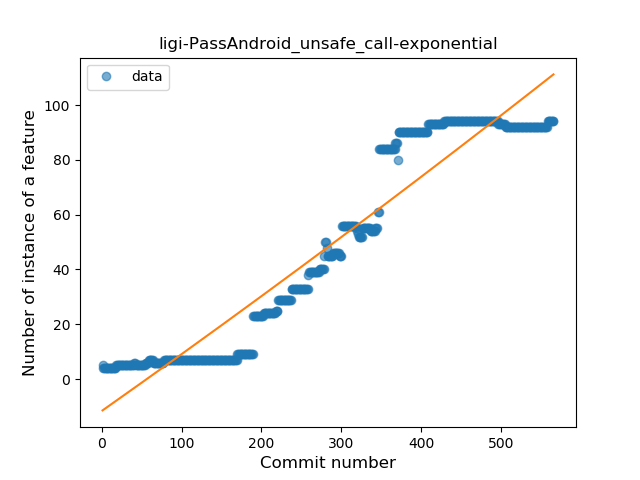 ligi-PassAndroid_unsafe_call-exponential
data
Number of instance of a feature
100
80
60
40
20
0
0 100 200 300 400 500
Commit number